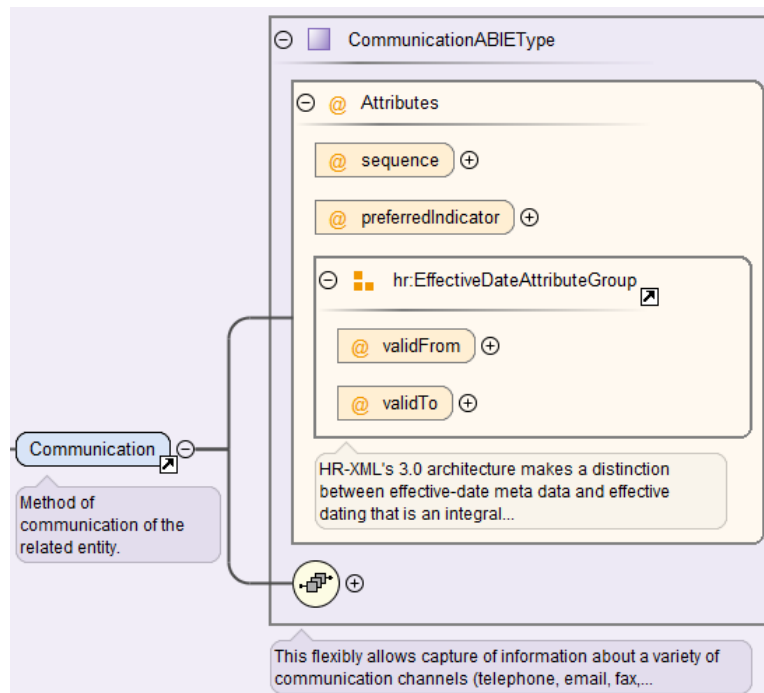 CommunicationABIEType
@ Attributes
@ sequence
@ preferredIndicator
hr:EffectiveDateAttributeGroup
@ validFrom
@ validTo
HR-XML's 3.0 architecture makes a distinction
between effective-date meta data and effective
dating that is an integral...
Communication
Method of
communication of the
related entity.
This flexibly allows capture of information about a variety of
communication channels (telephone, email, fax,...